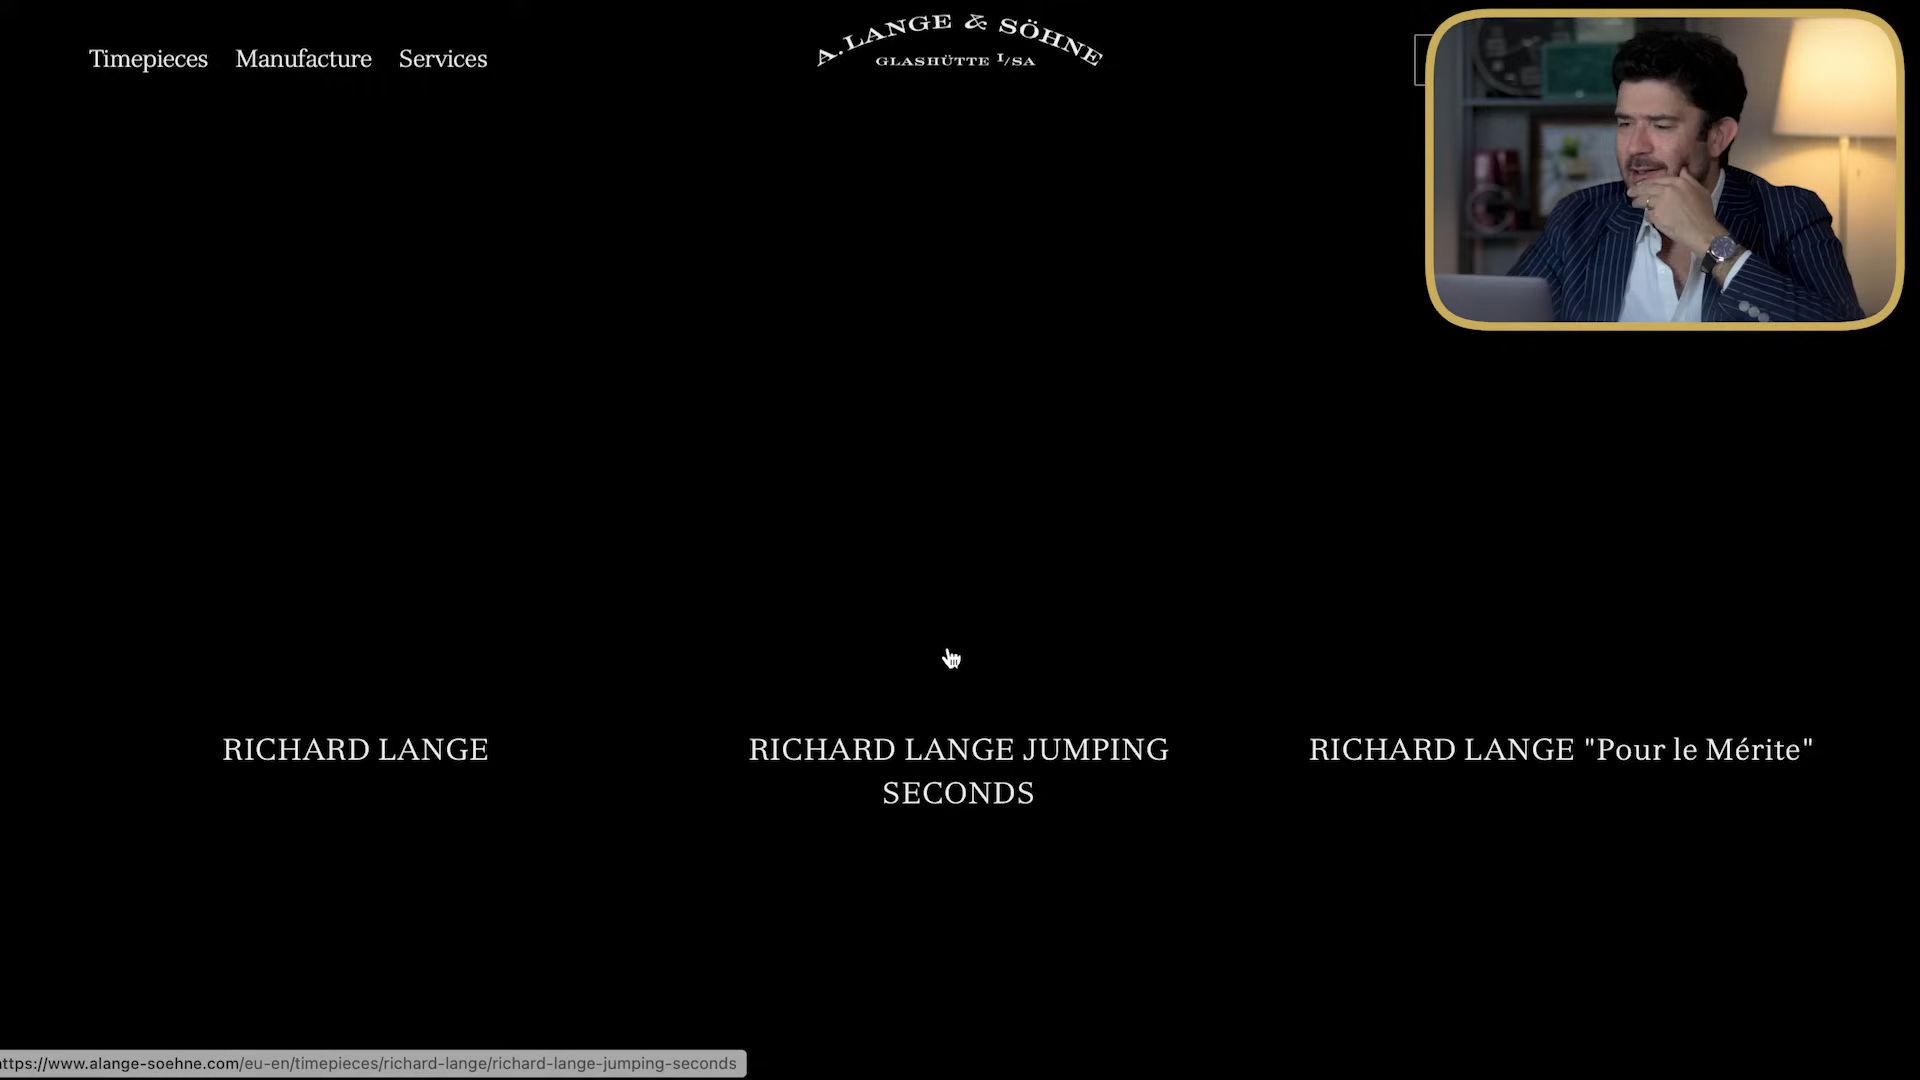 Timepieces Manufacture Services
A. LANGE & SÖHNE
GLASHÜTTE I/SA
RICHARD LANGE
RICHARD LANGE JUMPING
SECONDS
RICHARD LANGE "Pour le Mérite"
ttps://www.alange-soehne.com/eu-en/timepieces/richard-lange/richard-lange-jumping-seconds